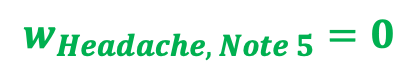 w_{Headache, Note 5} = 0